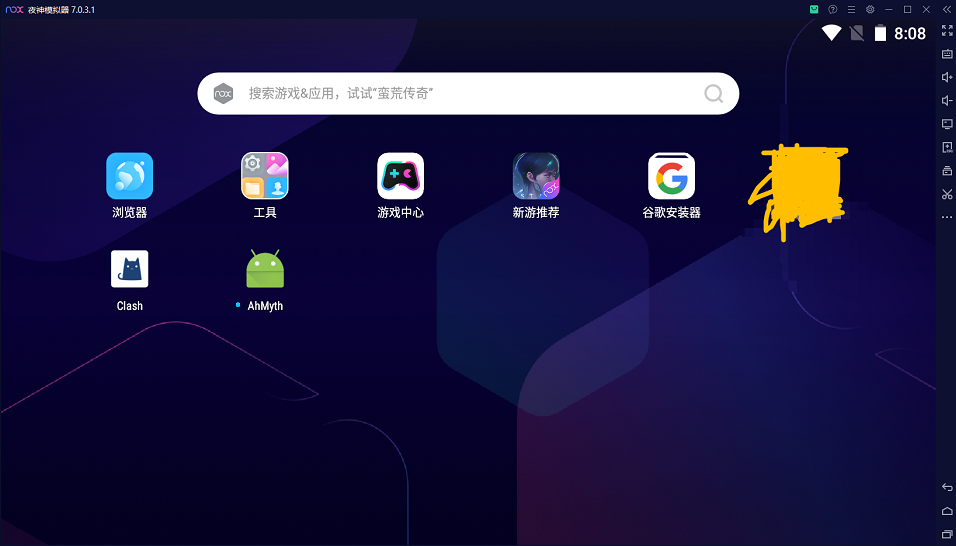 nox 夜神模拟器 7.0.3.1
8:08
nox 搜索游戏&应用，试试“蛮荒传奇”
浏览器
工具
游戏中心
新游推荐
谷歌安装器
Clash
AhMyth